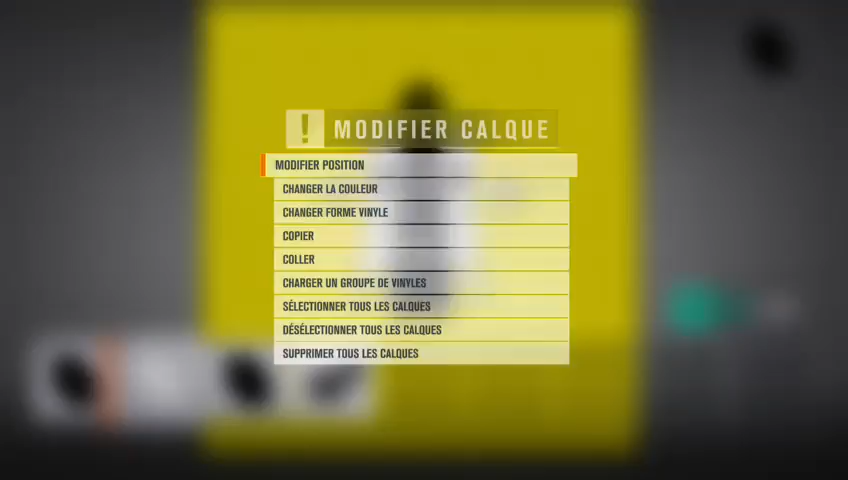 ! MODIFIER CALQUE
MODIFIER POSITION
CHANGER LA COULEUR
CHANGER FORME VINYLE
COPIER
COLLER
CHARGER UN GROUPE DE VINYLES
SÉLECTIONNER TOUS LES CALQUES
DÉSÉLECTIONNER TOUS LES CALQUES
SUPPRIMER TOUS LES CALQUES